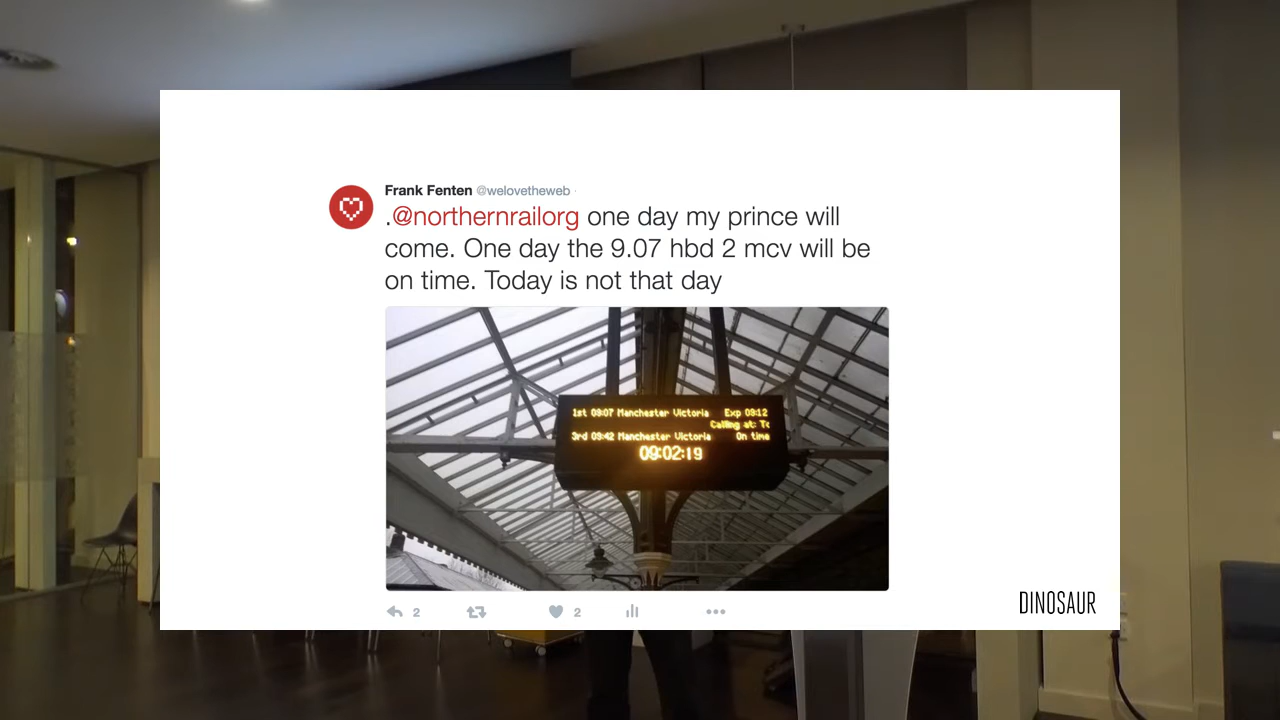 Frank Fenten @welovetheweb
.@northernrailorg one day my prince will
come. One day the 9.07 hbd 2 mcv will be
on time. Today is not that day
1st 09:07 Manchester Victoria Exp 09:12
Calling at: To
3rd 09:42 Manchester Victoria On time
09:02:19
2 2
DINOSAUR